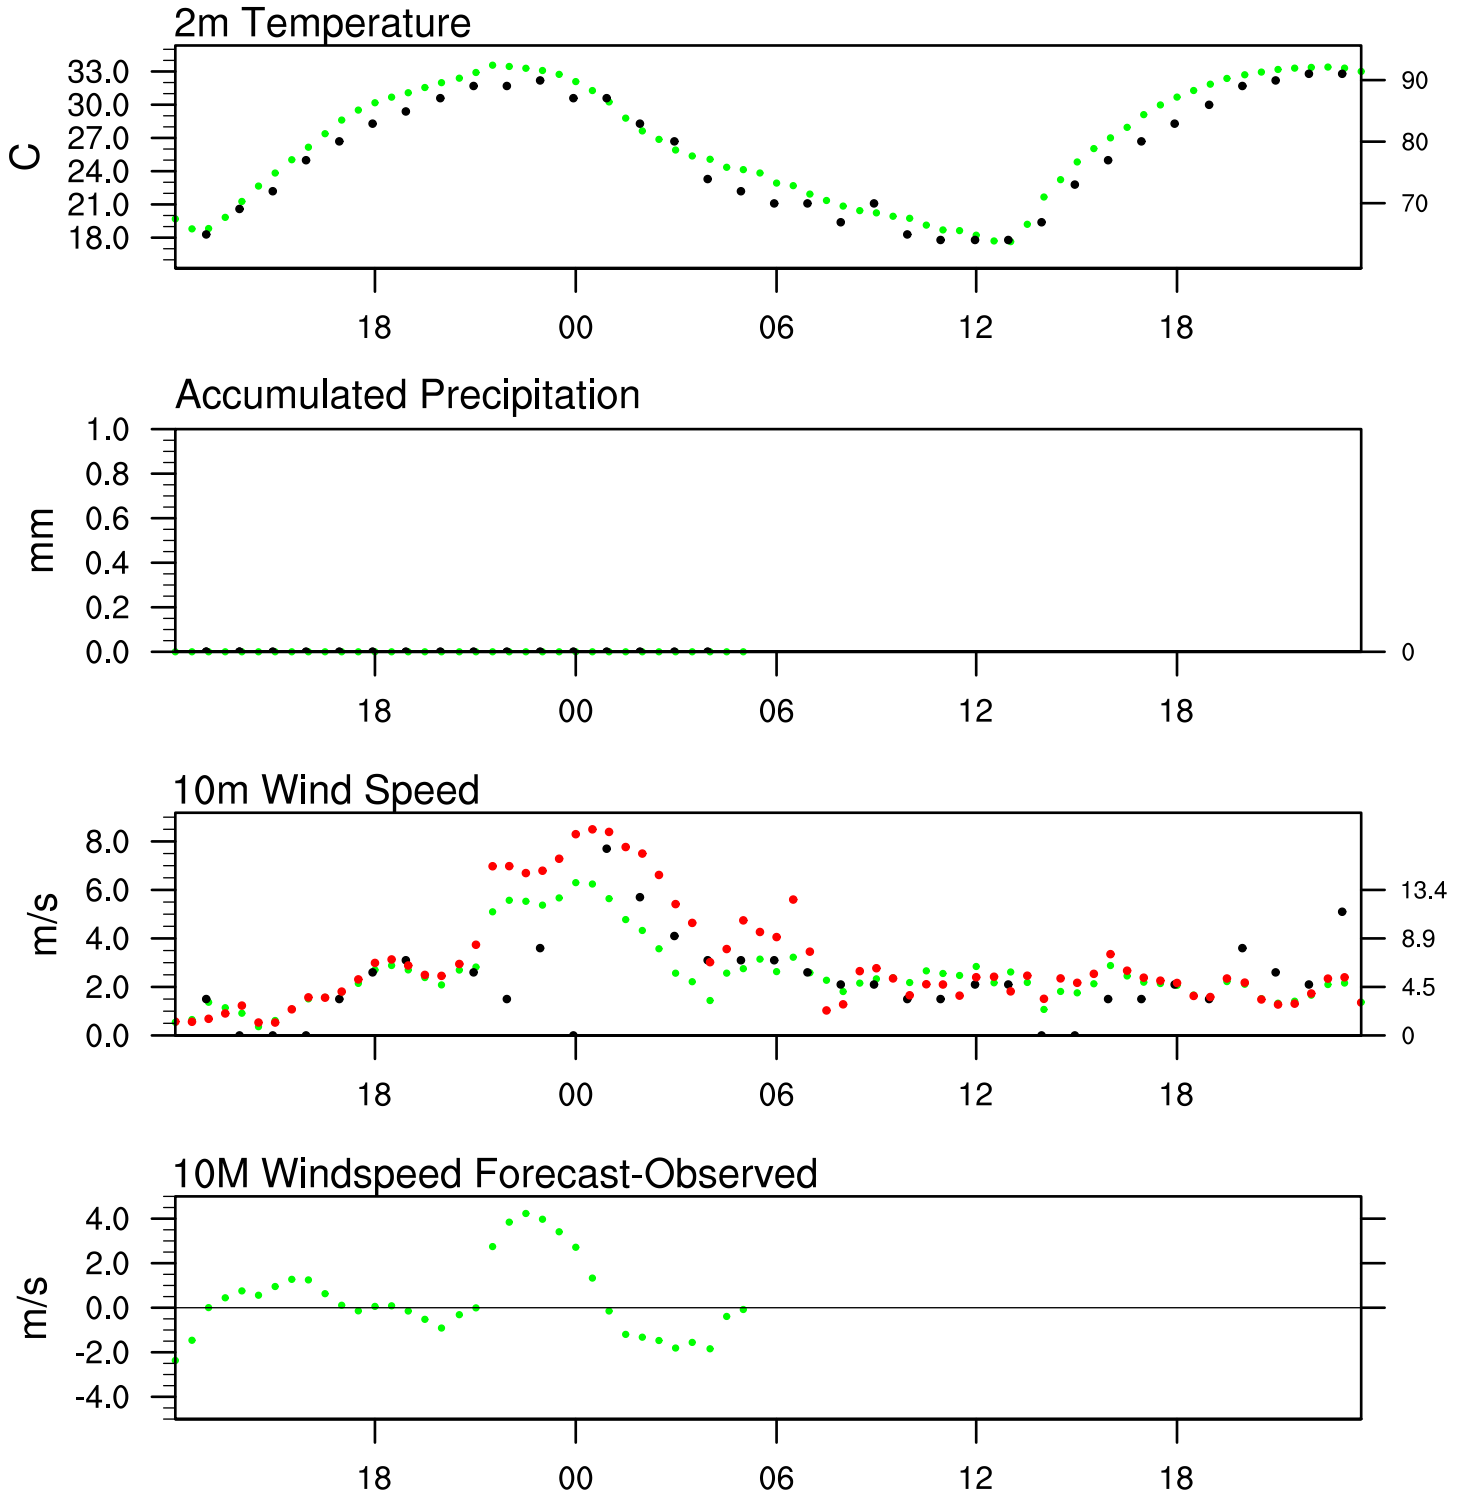 2m Temperature
33.0
30.0
27.0
24.0
21.0
18.0
C
90
80
70
18 00 06 12 18
Accumulated Precipitation
1.0
0.8
0.6
0.4
0.2
0.0
mm
0
18 00 06 12 18
10m Wind Speed
8.0
6.0
4.0
2.0
0.0
m/s
13.4
8.9
4.5
0
18 00 06 12 18
10M Windspeed Forecast-Observed
4.0
2.0
0.0
-2.0
-4.0
m/s
18 00 06 12 18